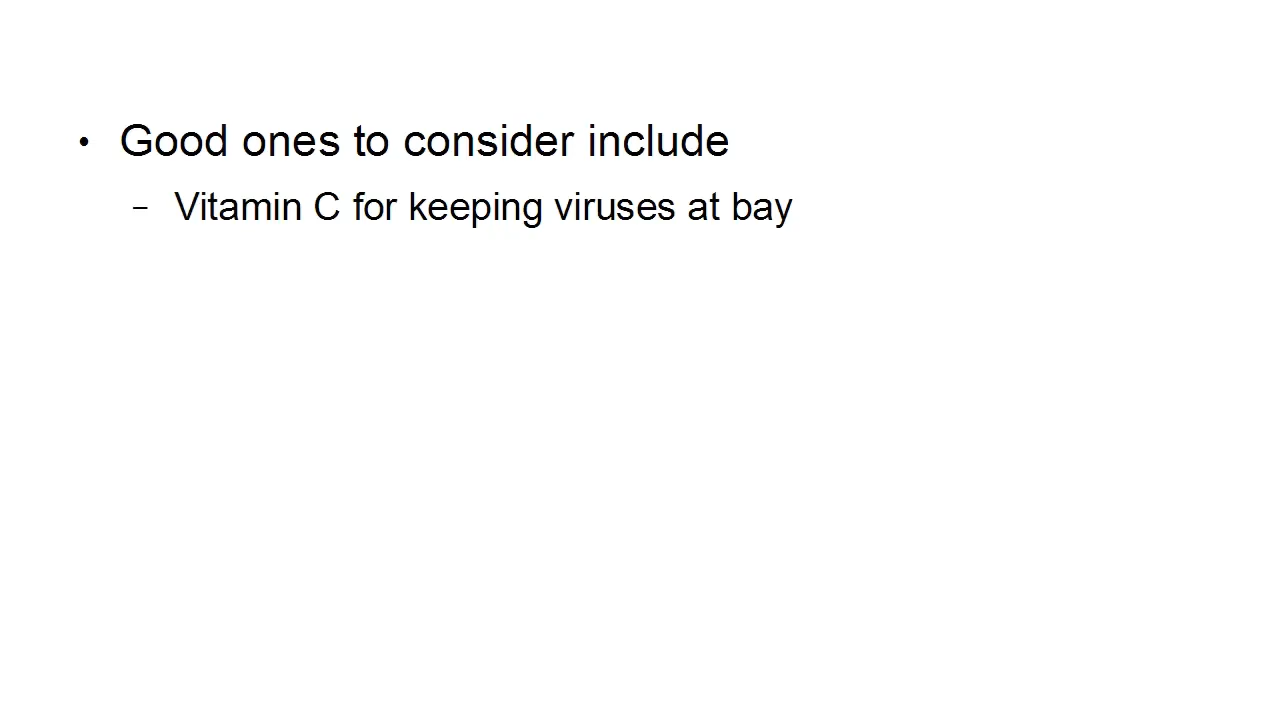 • Good ones to consider include
– Vitamin C for keeping viruses at bay